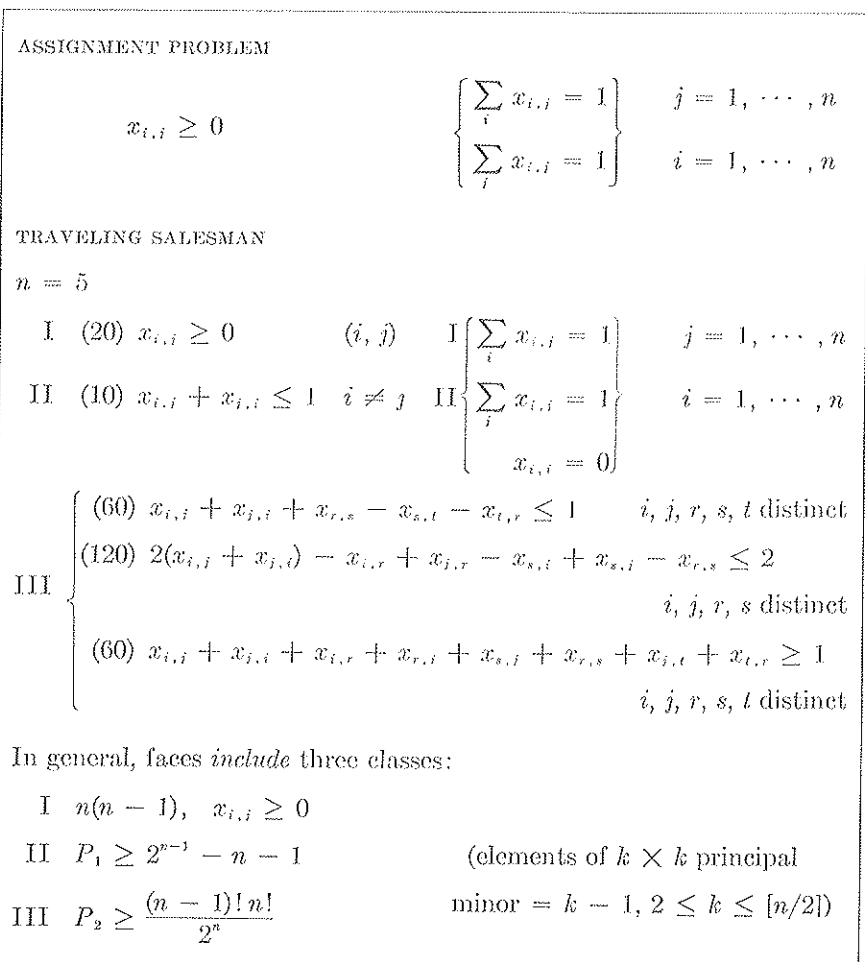 ASSIGNMENT PROBLEM
x_{i,j} ≥ 0 { ∑_i x_{i,j} = 1 } j = 1, ⋯ , n
{ ∑_j x_{i,j} = 1 } i = 1, ⋯ , n
TRAVELING SALESMAN
n = 5
I (20) x_{i,j} ≥ 0 (i, j) I { ∑_i x_{i,j} = 1 } j = 1, ⋯ , n
II (10) x_{i,j} + x_{j,i} ≤ 1 i ≠ j II { ∑_j x_{i,j} = 1 } i = 1, ⋯ , n
x_{i,i} = 0
III { (60) x_{i,j} + x_{j,i} + x_{r,s} − x_{s,t} − x_{t,r} ≤ 1 i, j, r, s, t distinct
(120) 2(x_{i,j} + x_{j,i}) − x_{i,r} + x_{j,r} − x_{s,i} + x_{s,j} − x_{r,s} ≤ 2
i, j, r, s distinct
(60) x_{i,j} + x_{j,i} + x_{i,r} + x_{r,i} + x_{s,j} + x_{r,s} + x_{j,t} + x_{t,r} ≥ 1
i, j, r, s, t distinct
In general, faces include three classes:
I n(n − 1), x_{i,j} ≥ 0
II P_1 ≥ 2^{n−1} − n − 1 (elements of k × k principal
III P_2 ≥ (n − 1)! n! / 2^n minor = k − 1, 2 ≤ k ≤ [n/2])